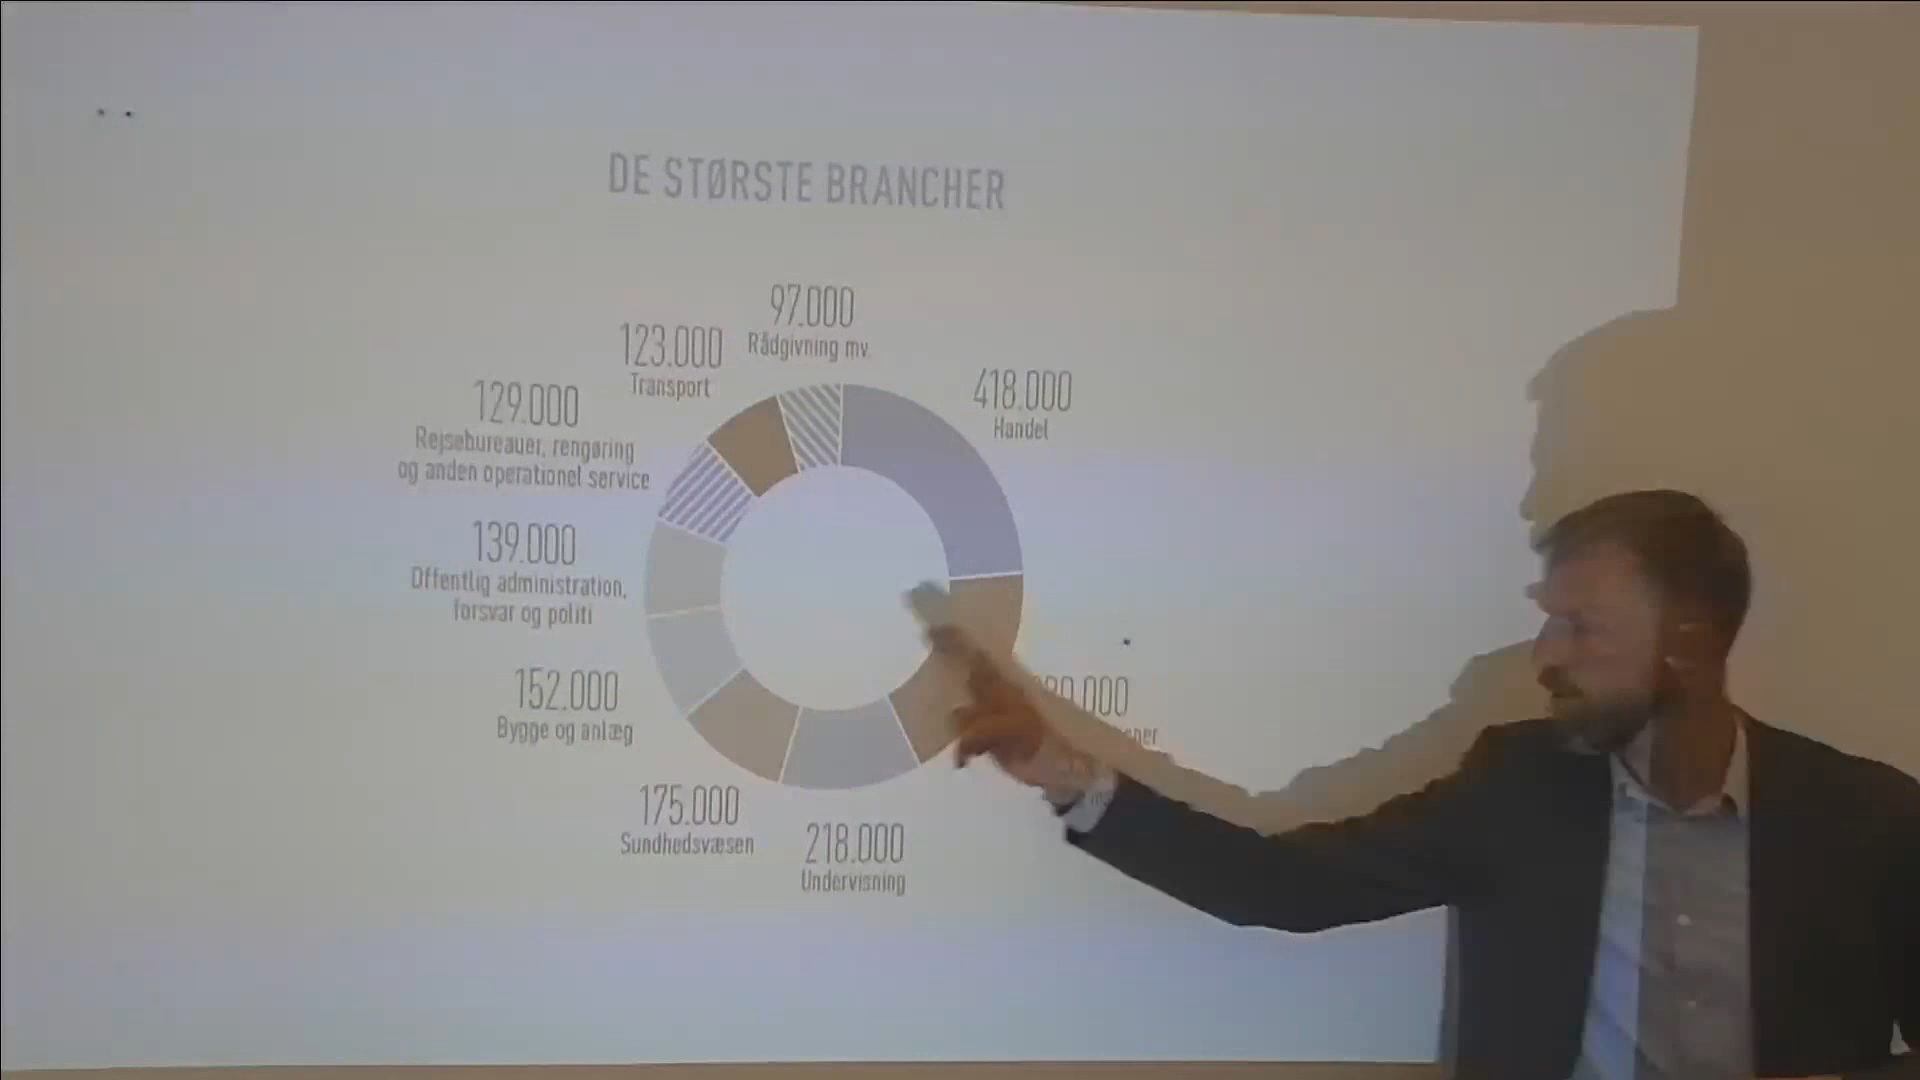 DE STØRSTE BRANCHER
97.000
Rådgivning mv.
123.000
Transport
418.000
Handel
129.000
Rejsebureauer, rengøring
og anden operationel service
139.000
Offentlig administration,
forsvar og politi
152.000
Bygge og anlæg
175.000
Sundhedsvæsen
218.000
Undervisning